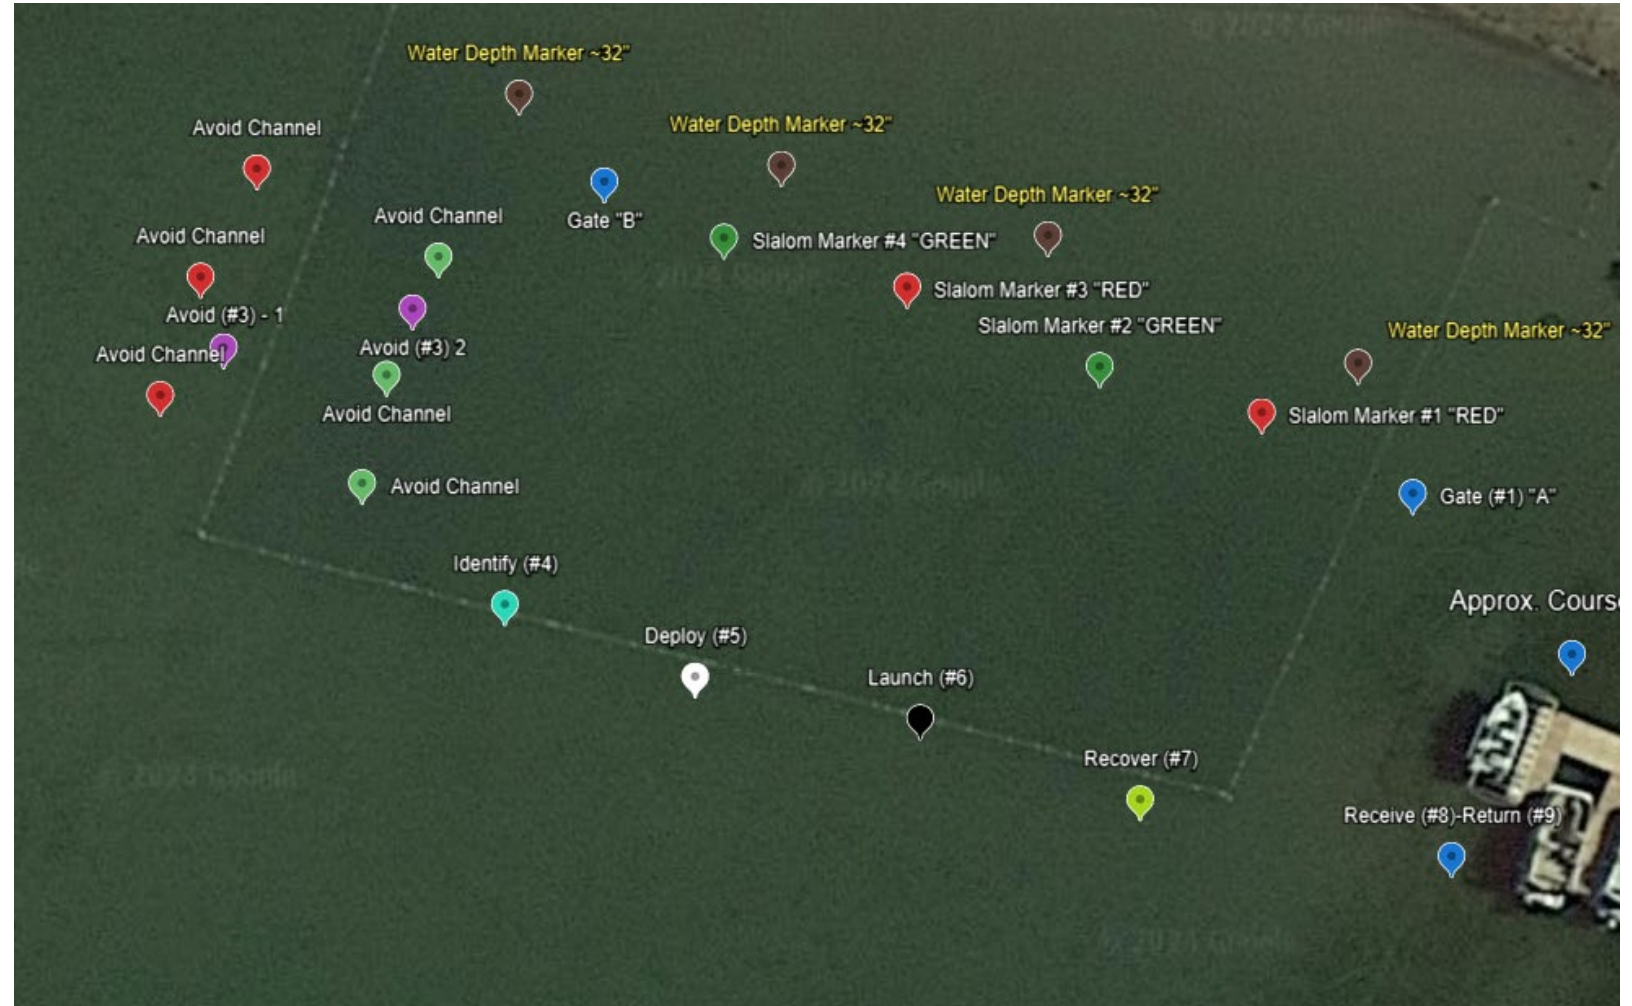 Water Depth Marker ~32"
Avoid Channel
Water Depth Marker ~32"
Water Depth Marker ~32"
Avoid Channel
Gate "B"
Avoid Channel
Slalom Marker #4 "GREEN"
Slalom Marker #3 "RED"
Avoid (#3) - 1
Slalom Marker #2 "GREEN"
Water Depth Marker ~32"
Avoid (#3) 2
Avoid Channel
Avoid Channel
Slalom Marker #1 "RED"
Avoid Channel
Gate (#1) "A"
Identify (#4)
Approx. Cours
Deploy (#5)
Launch (#6)
Recover (#7)
Receive (#8)-Return (#9)